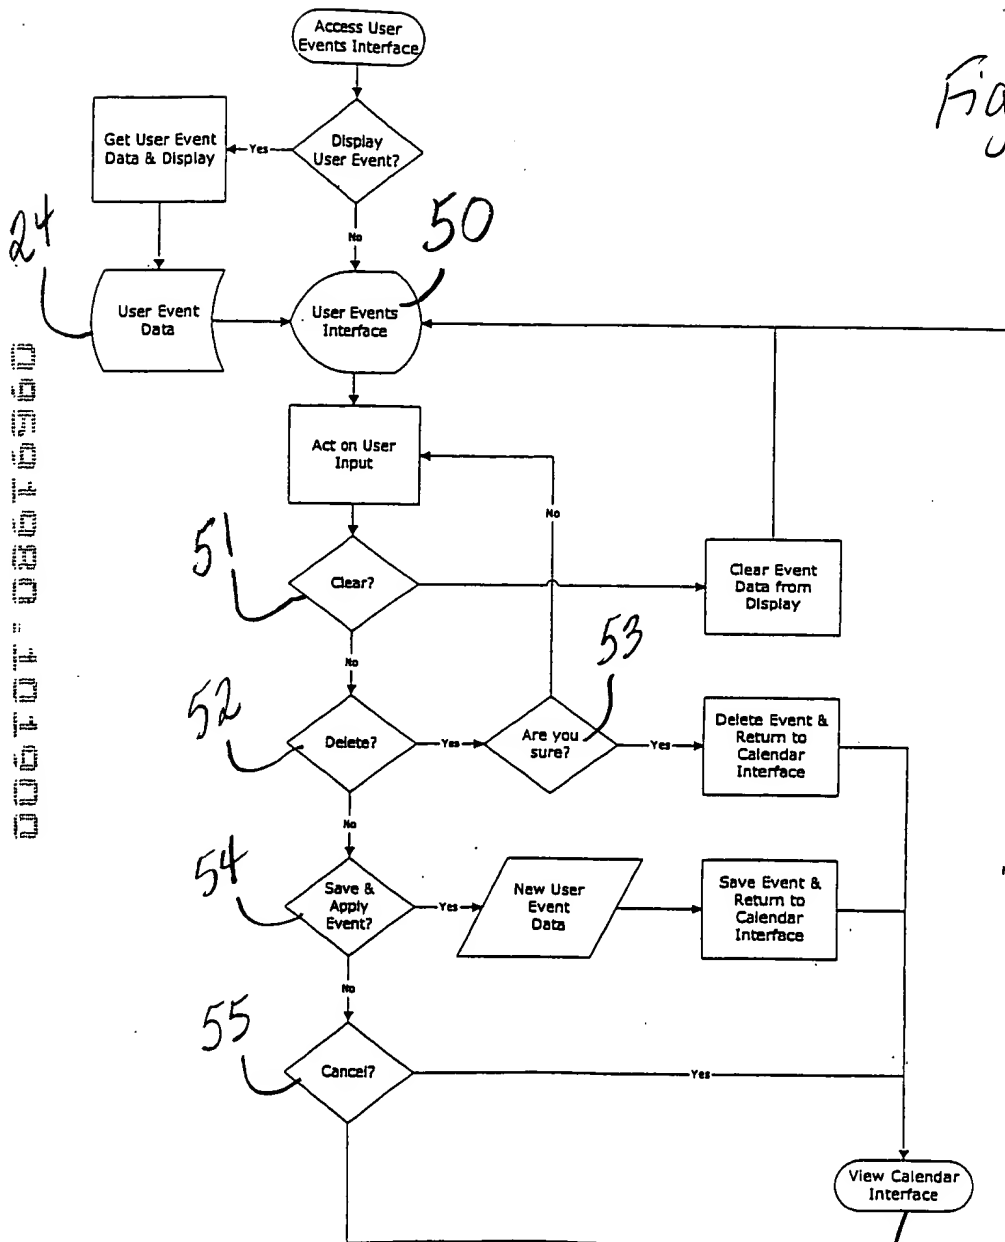 Access User
Events Interface
Fig
Get User Event
Data & Display
Yes
Display
User Event?
No
50
24
User Event
Data
User Events
Interface
Act on User
Input
No
51
Clear?
Clear Event
Data from
Display
No
53
52
Delete?
Yes
Are you
sure?
Yes
Delete Event &
Return to
Calendar
Interface
No
54
Save &
Apply
Event?
Yes
New User
Event
Data
Save Event &
Return to
Calendar
Interface
No
55
Cancel?
Yes
View Calendar
Interface